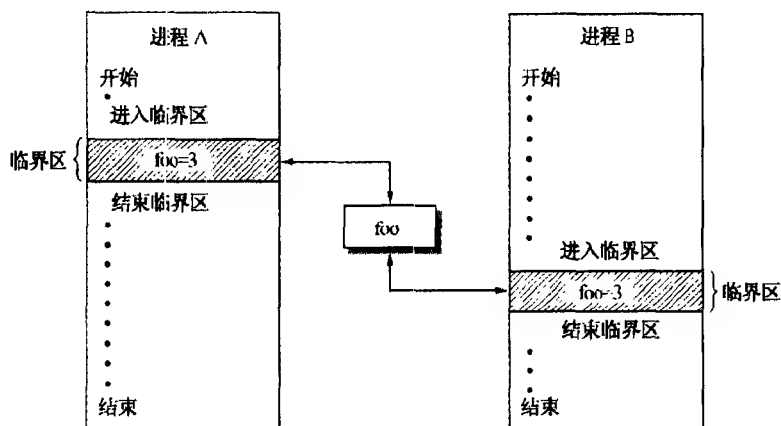 进程 A
开始
进入临界区
临界区
foo=3
结束临界区
结束
foo
进程 B
开始
进入临界区
foo-3
临界区
结束临界区
结束